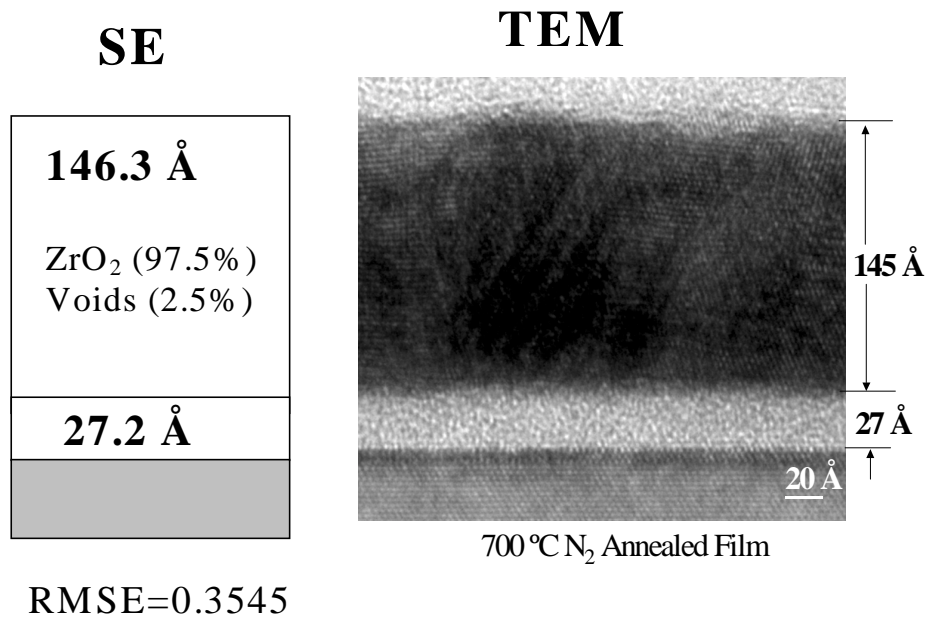 SE
TEM
146.3 Å
ZrO₂ (97.5%)
Voids (2.5%)
27.2 Å
145 Å
27 Å
20 Å
700 ºC N₂ Annealed Film
RMSE=0.3545